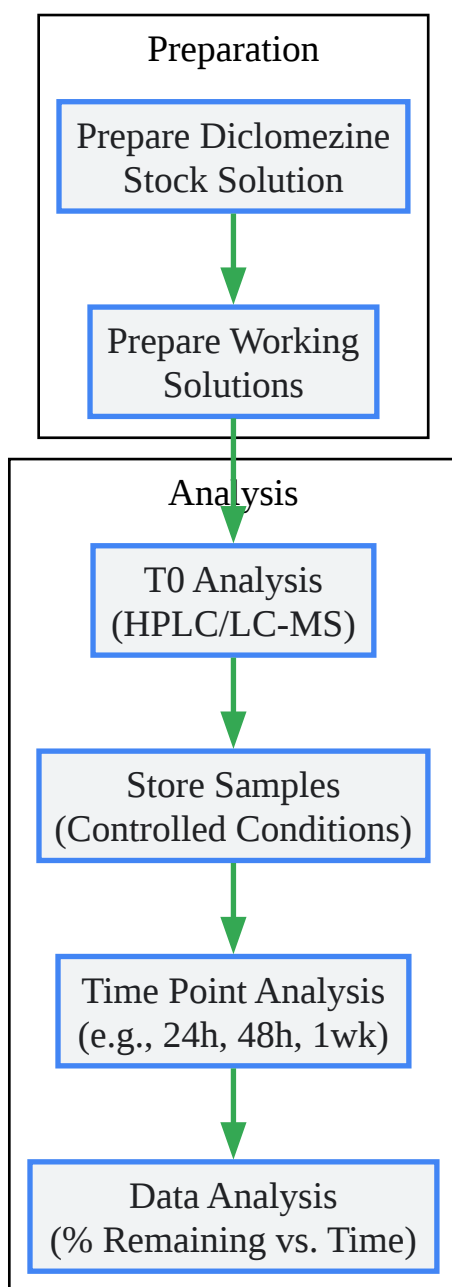 Preparation
Prepare Diclomezine
Stock Solution
Prepare Working
Solutions
Analysis
T0 Analysis
(HPLC/LC-MS)
Store Samples
(Controlled Conditions)
Time Point Analysis
(e.g., 24h, 48h, 1wk)
Data Analysis
(% Remaining vs. Time)